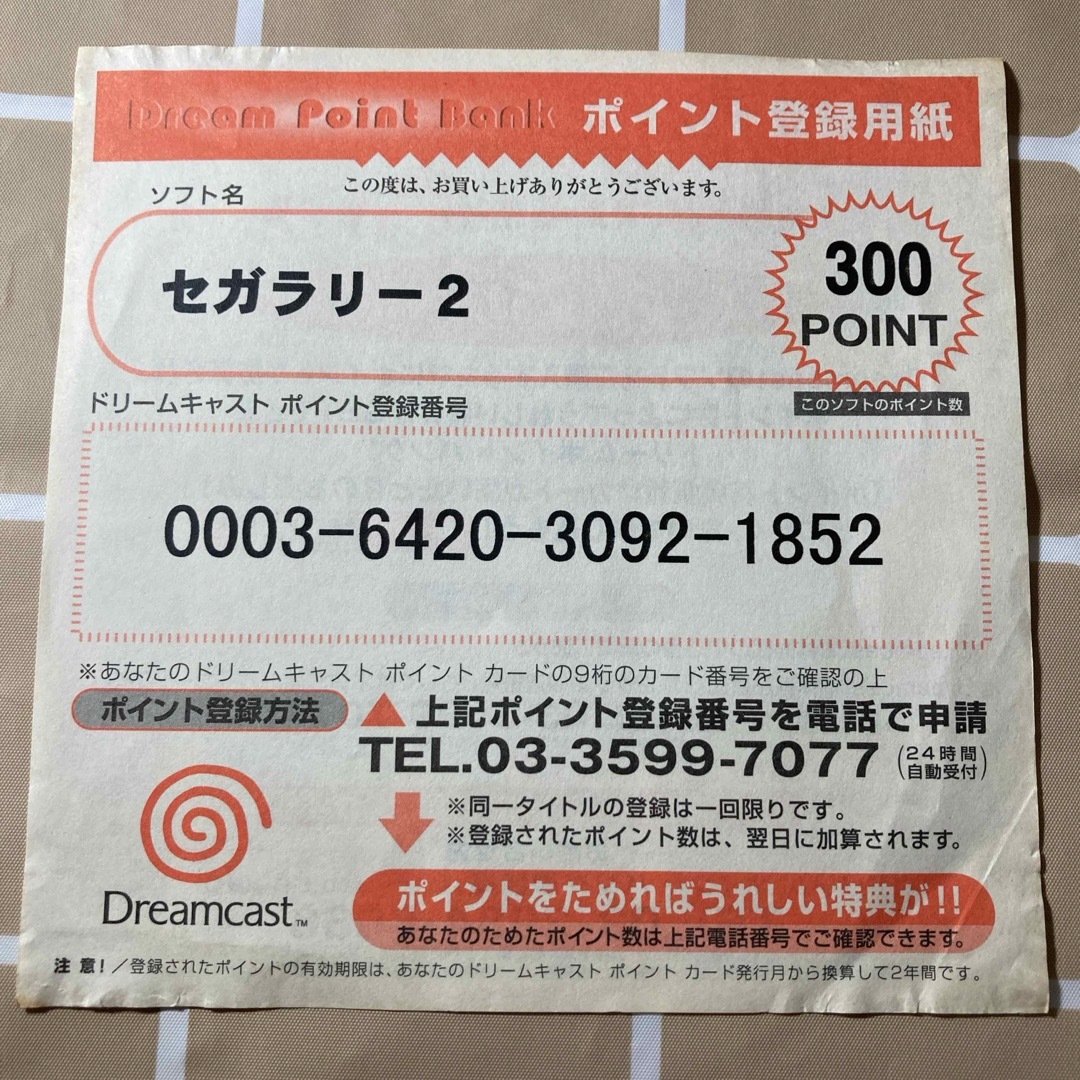 Dream Point Bank ポイント登録用紙
この度は、お買い上げありがとうございます。
ソフト名
セガラリー2
300
POINT
このソフトのポイント数
ドリームキャスト ポイント登録番号
0003-6420-3092-1852
※あなたのドリームキャスト ポイント カードの9桁のカード番号をご確認の上
ポイント登録方法
▲上記ポイント登録番号を電話で申請
TEL.03-3599-7077 (24時間自動受付)
※同一タイトルの登録は一回限りです。
※登録されたポイント数は、翌日に加算されます。
Dreamcast™
ポイントをためればうれしい特典が!!
あなたのためたポイント数は上記電話番号でご確認できます。
注意!/登録されたポイントの有効期限は、あなたのドリームキャスト ポイント カード発行月から換算して2年間です。